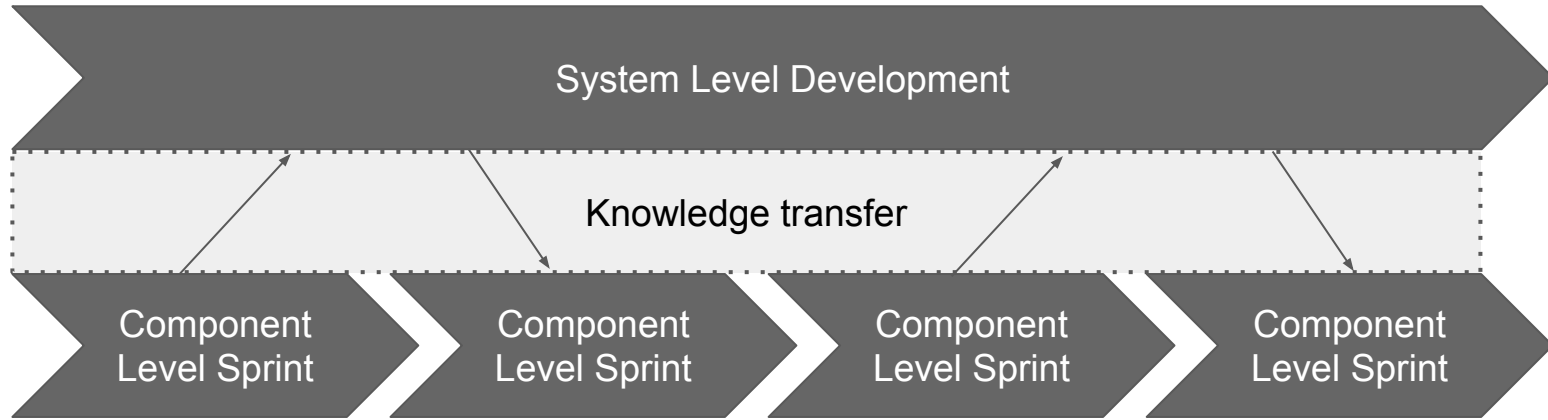 System Level Development
Knowledge transfer
Component
Level Sprint
Component
Level Sprint
Component
Level Sprint
Component
Level Sprint